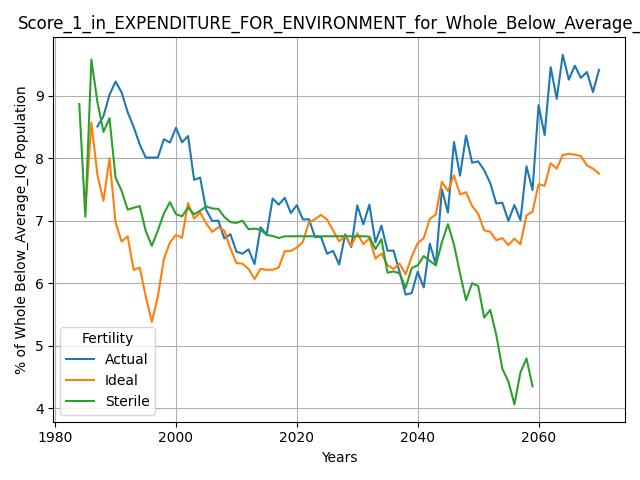 Score_1_in_EXPENDITURE_FOR_ENVIRONMENT_for_Whole_Below_Average_
% of Whole Below_Average_IQ Population
9
8
7
6
5
4
Fertility
Actual
Ideal
Sterile
1980 2000 2020 2040 2060
Years